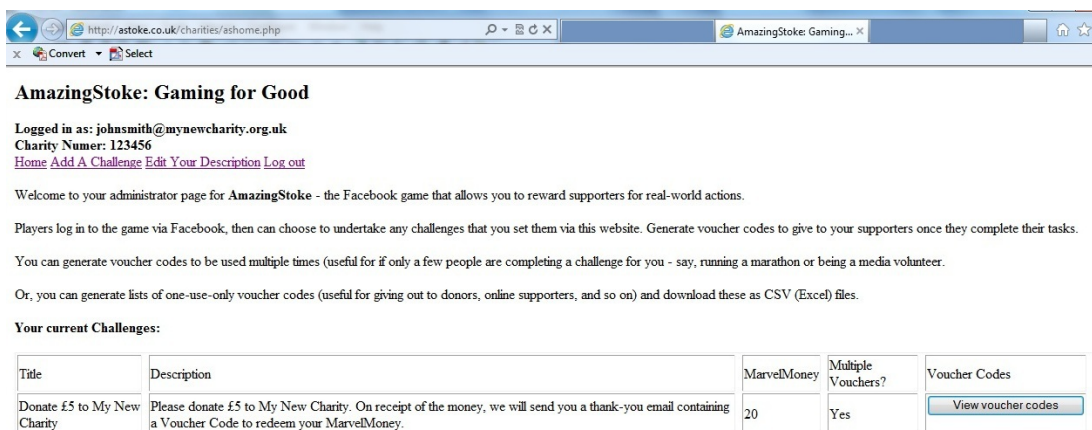 http://astoke.co.uk/charities/ashome.php
AmazingStoke: Gaming...
x Convert Select
AmazingStoke: Gaming for Good
Logged in as: johnsmith@mynewcharity.org.uk
Charity Numer: 123456
Home Add A Challenge Edit Your Description Log out
Welcome to your administrator page for AmazingStoke - the Facebook game that allows you to reward supporters for real-world actions.
Players log in to the game via Facebook, then can choose to undertake any challenges that you set them via this website. Generate voucher codes to give to your supporters once they complete their tasks.
You can generate voucher codes to be used multiple times (useful for if only a few people are completing a challenge for you - say, running a marathon or being a media volunteer.
Or, you can generate lists of one-use-only voucher codes (useful for giving out to donors, online supporters, and so on) and download these as CSV (Excel) files.
Your current Challenges:
Title
Description
MarvelMoney
Multiple
Vouchers?
Voucher Codes
Donate £5 to My New
Charity
Please donate £5 to My New Charity. On receipt of the money, we will send you a thank-you email containing
a Voucher Code to redeem your MarvelMoney.
20
Yes
View voucher codes